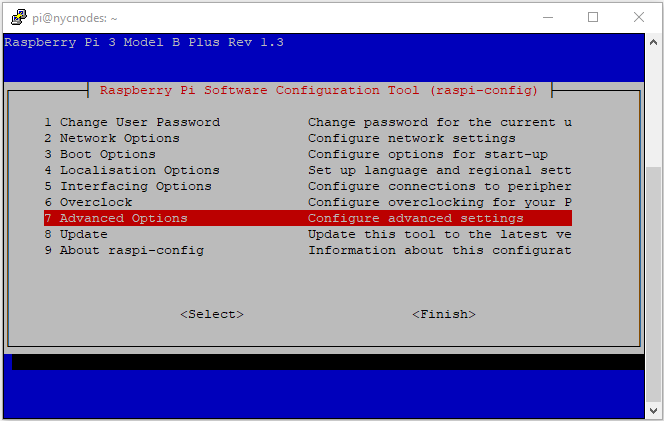 pi@nycnodes: ~
Raspberry Pi 3 Model B Plus Rev 1.3
Raspberry Pi Software Configuration Tool (raspi-config)
1 Change User Password Change password for the current u
2 Network Options Configure network settings
3 Boot Options Configure options for start-up
4 Localisation Options Set up language and regional sett
5 Interfacing Options Configure connections to peripher
6 Overclock Configure overclocking for your P
7 Advanced Options Configure advanced settings
8 Update Update this tool to the latest ve
9 About raspi-config Information about this configurat
<Select> <Finish>